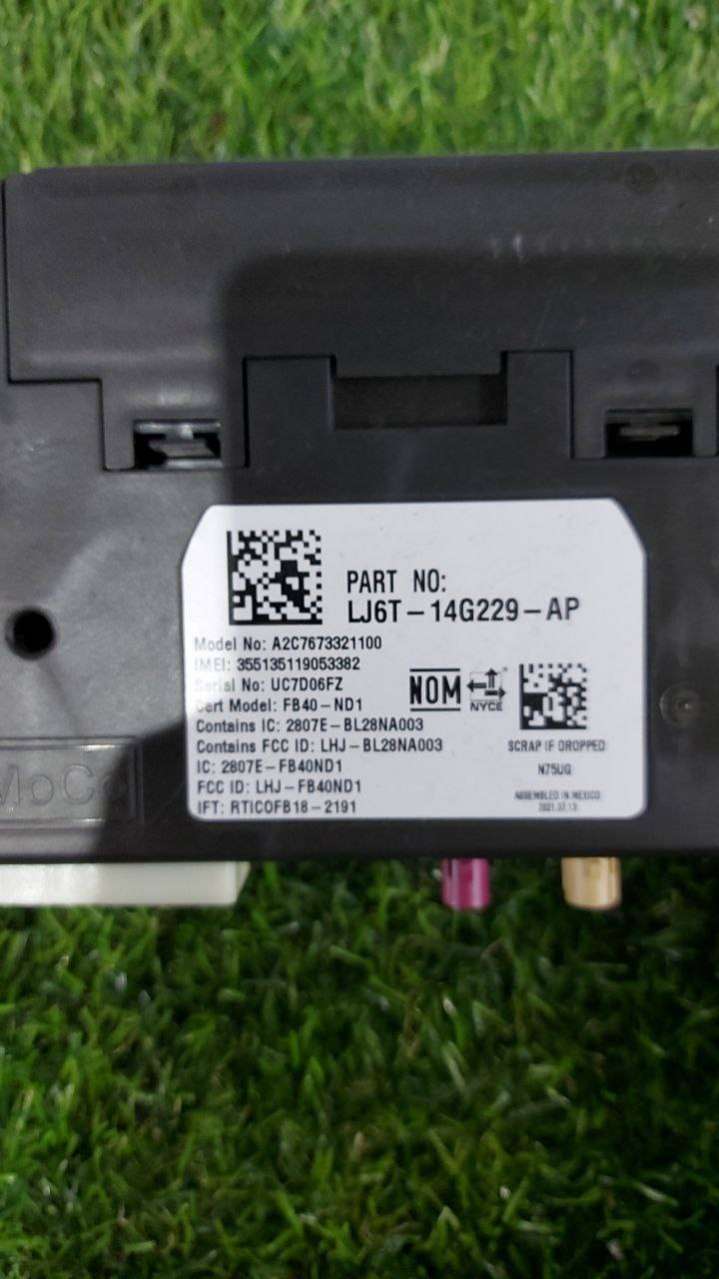 PART NO:
LJ6T-14G229-AP
Model No: A2C7673321100
IMEI: 355135119053382
Serial No: UC7D06FZ
Cert Model: FB40-ND1
Contains IC: 2807E-BL28NA003
Contains FCC ID: LHJ-BL28NA003
IC: 2807E-FB40ND1
FCC ID: LHJ-FB40ND1
IFT: RTICOFB18-2191
NOM
NYCE
SCRAP IF DROPPED
N75UG
ASSEMBLED IN MEXICO
MoCo